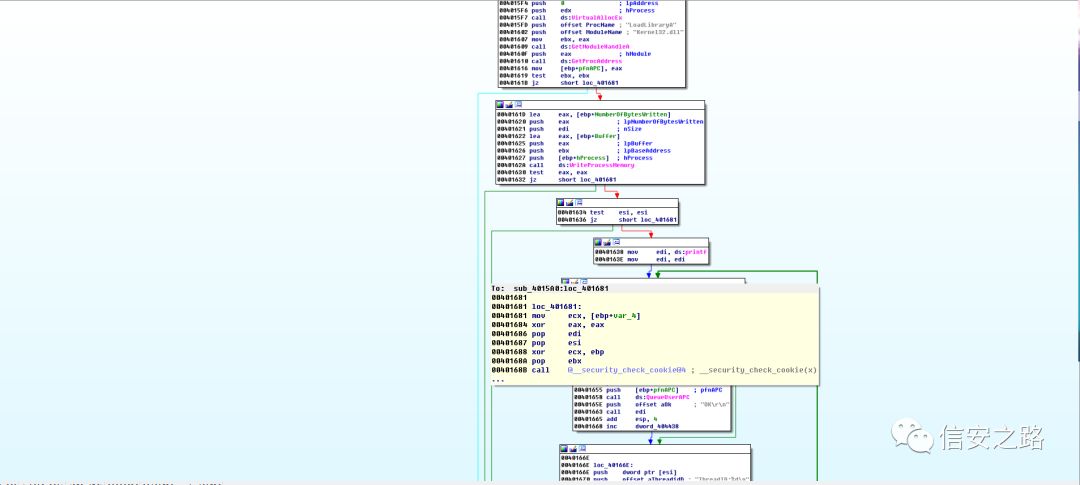 004015F4 push    0               ; lpAddress
004015F6 push    edx             ; hProcess
004015F7 call    ds:VirtualAllocEx
004015FD push    offset ProcName ; "LoadLibraryA"
00401602 push    offset ModuleName ; "Kernel32.dll"
00401607 mov     ebx, eax
00401609 call    ds:GetModuleHandleA
0040160F push    eax             ; hModule
00401610 call    ds:GetProcAddress
00401616 mov     [ebp+pfnAPC], eax
00401619 test    ebx, ebx
0040161B jz      short loc_401681
0040161D lea     eax, [ebp+NumberOfBytesWritten]
00401620 push    eax             ; lpNumberOfBytesWritten
00401621 push    edi             ; nSize
00401622 lea     eax, [ebp+Buffer]
00401625 push    eax             ; lpBuffer
00401626 push    ebx             ; lpBaseAddress
00401627 push    [ebp+hProcess]  ; hProcess
0040162A call    ds:WriteProcessMemory
00401630 test    eax, eax
00401632 jz      short loc_401681
00401634 test    esi, esi
00401636 jz      short loc_401681
00401638 mov     edi, ds:printf
0040163E mov     edi, edi
To:  sub_4015A0:loc_401681
00401681
00401681 loc_401681:
00401681 mov     ecx, [ebp+var_4]
00401684 xor     eax, eax
00401686 pop     edi
00401687 pop     esi
00401688 xor     ecx, ebp
0040168A pop     ebx
0040168B call    @__security_check_cookie@4 ; __security_check_cookie(x)
...
00401655 push    [ebp+pfnAPC]    ; pfnAPC
00401658 call    ds:QueueUserAPC
0040165E push    offset aOk      ; "OK\r\n"
00401663 call    edi
00401665 add     esp, 4
00401668 inc     dword_404438
0040166E
0040166E loc_40166E:
0040166E push    dword ptr [esi]
00401670 push    offset aThreadidD ; "ThreadID:%d\n"
信安之路